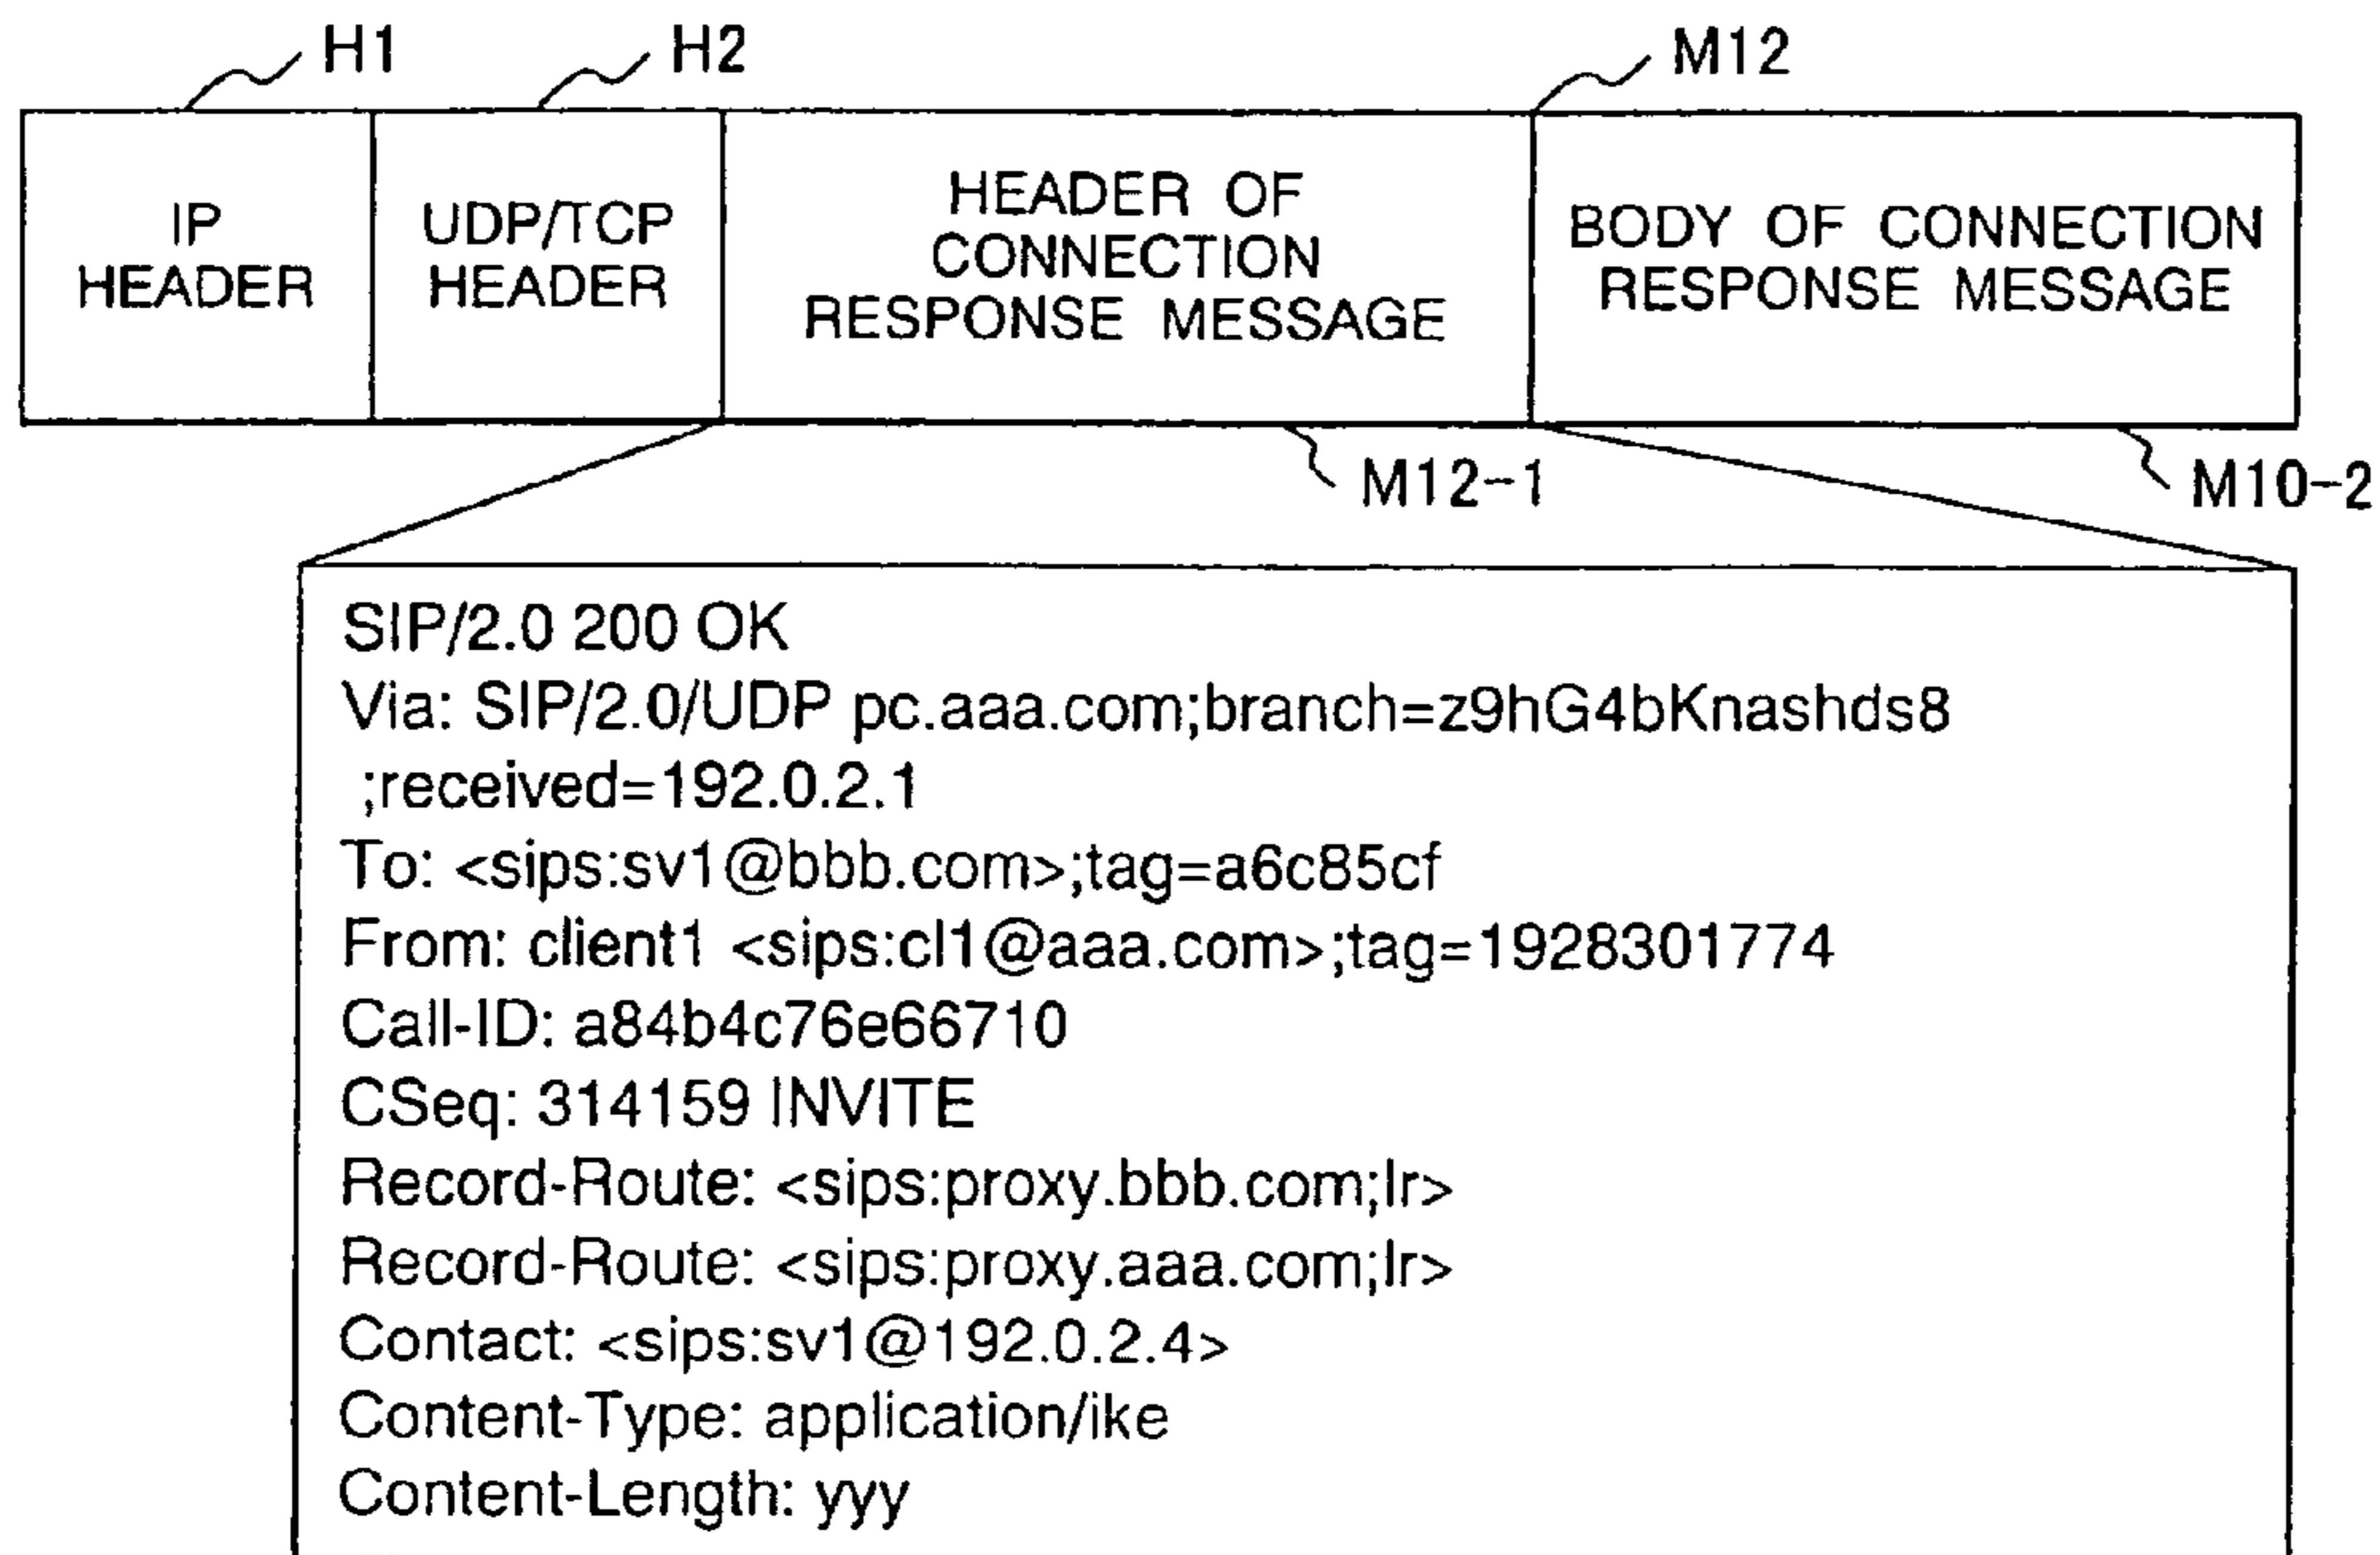 H1
H2
M12
IP
HEADER
UDP/TCP
HEADER
HEADER OF
CONNECTION
RESPONSE MESSAGE
BODY OF CONNECTION
RESPONSE MESSAGE
M12-1
M10-2
SIP/2.0 200 OK
Via: SIP/2.0/UDP pc.aaa.com;branch=z9hG4bKnashds8
;received=192.0.2.1
To: <sips:sv1@bbb.com>;tag=a6c85cf
From: client1 <sips:cl1@aaa.com>;tag=1928301774
Call-ID: a84b4c76e66710
CSeq: 314159 INVITE
Record-Route: <sips:proxy.bbb.com;lr>
Record-Route: <sips:proxy.aaa.com;lr>
Contact: <sips:sv1@192.0.2.4>
Content-Type: application/ike
Content-Length: yyy